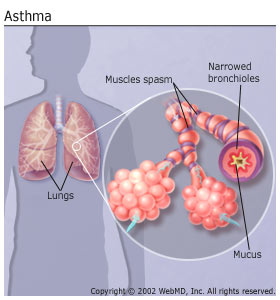 Asthma
Muscles spasm
Narrowed
bronchioles
Lungs
Mucus
Copyright © 2002 WebMD, Inc. All rights reserved.